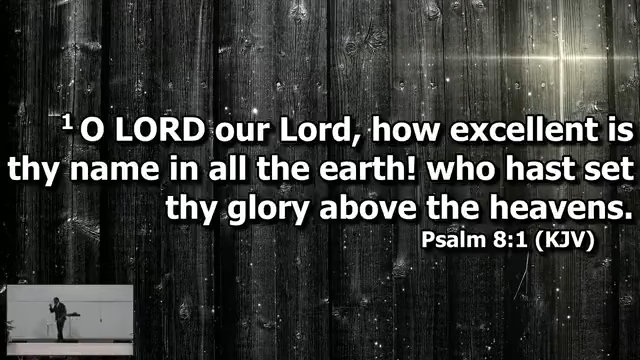 1 O LORD our Lord, how excellent is
thy name in all the earth! who hast set
thy glory above the heavens.
Psalm 8:1 (KJV)